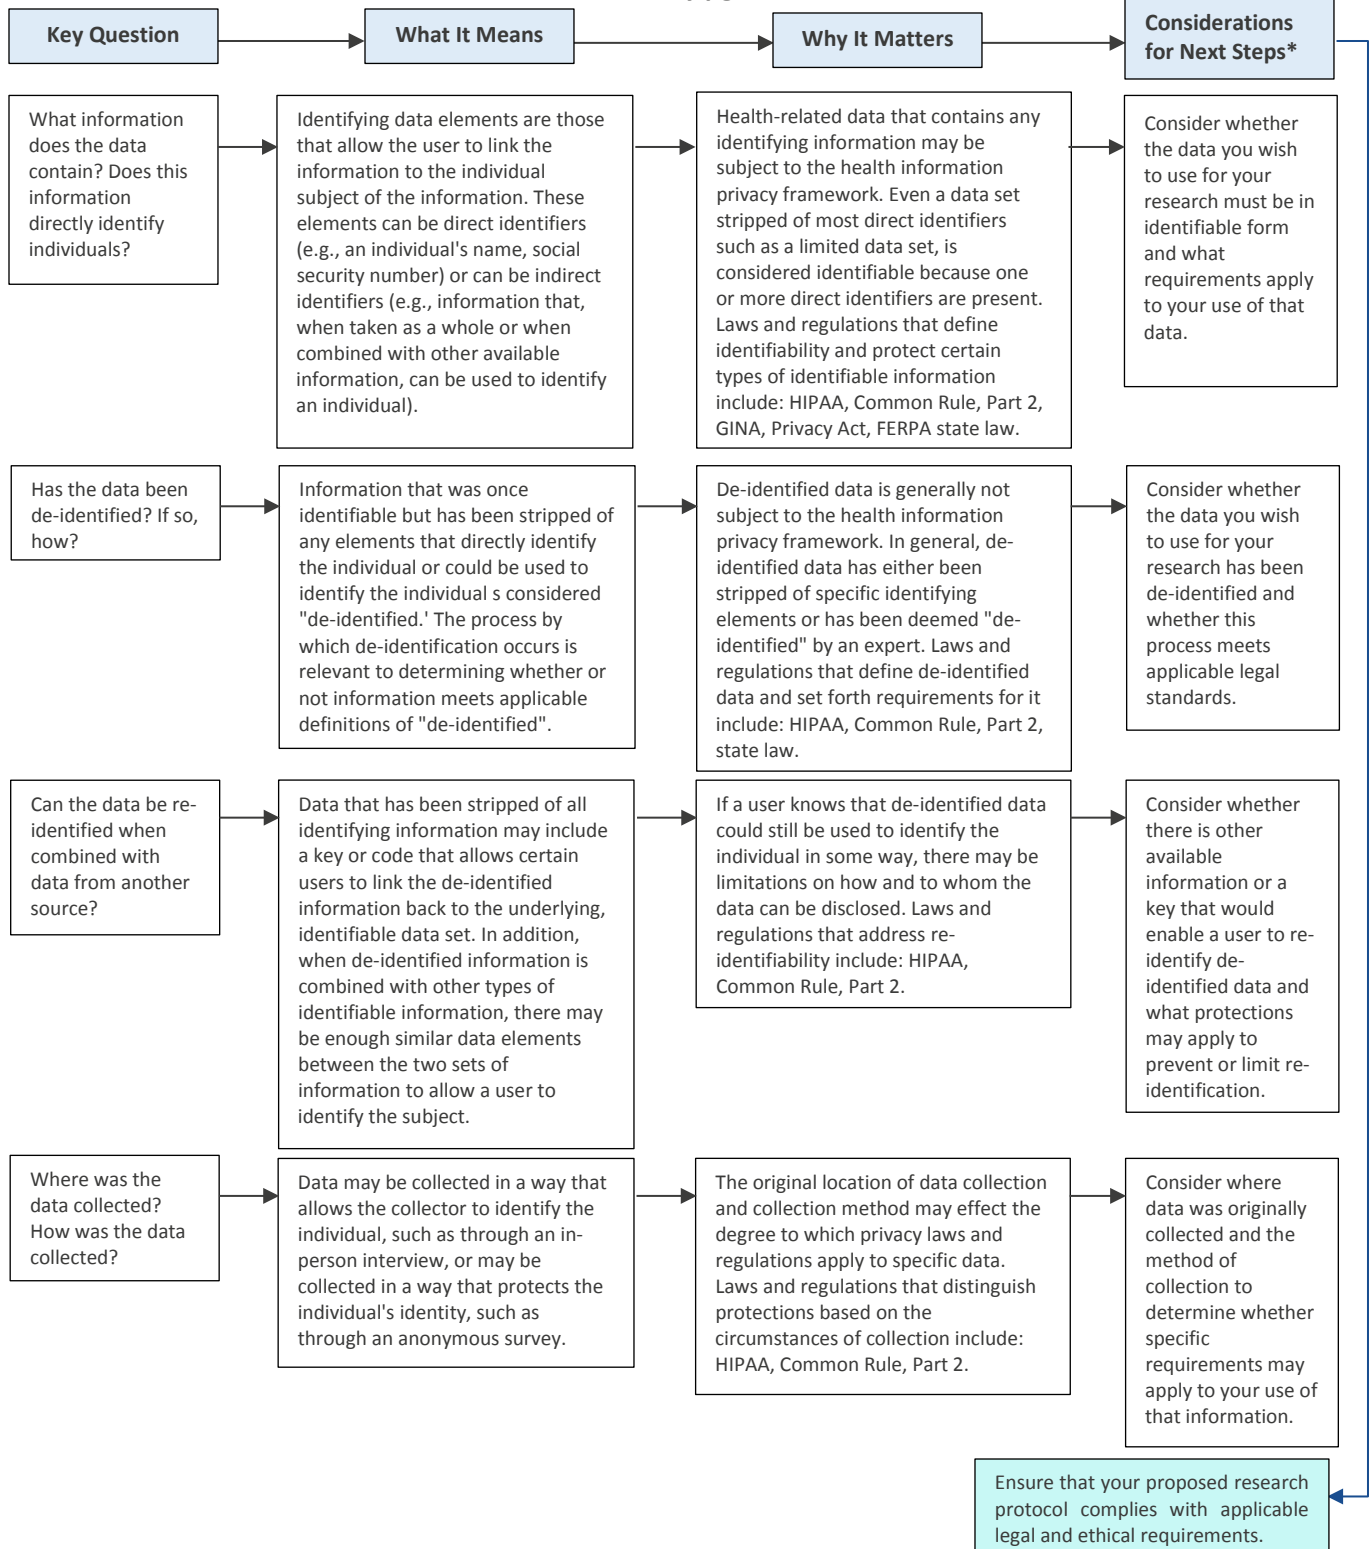 Key Question
What It Means
Why It Matters
Considerations
for Next Steps*
What information
does the data
contain? Does this
information
directly identify
individuals?
Identifying data elements are those
that allow the user to link the
information to the individual
subject of the information. These
elements can be direct identifiers
(e.g., an individual's name, social
security number) or can be indirect
identifiers (e.g., information that,
when taken as a whole or when
combined with other available
information, can be used to identify
an individual).
Health-related data that contains any
identifying information may be
subject to the health information
privacy framework. Even a data set
stripped of most direct identifiers
such as a limited data set, is
considered identifiable because one
or more direct identifiers are present.
Laws and regulations that define
identifiability and protect certain
types of identifiable information
include: HIPAA, Common Rule, Part 2,
GINA, Privacy Act, FERPA state law.
Consider whether
the data you wish
to use for your
research must be in
identifiable form
and what
requirements apply
to your use of that
data.
Has the data been
de-identified? If so,
how?
Information that was once
identifiable but has been stripped of
any elements that directly identify
the individual or could be used to
identify the individual s considered
"de-identified.' The process by
which de-identification occurs is
relevant to determining whether or
not information meets applicable
definitions of "de-identified".
De-identified data is generally not
subject to the health information
privacy framework. In general, de-
identified data has either been
stripped of specific identifying
elements or has been deemed "de-
identified" by an expert. Laws and
regulations that define de-identified
data and set forth requirements for it
include: HIPAA, Common Rule, Part 2,
state law.
Consider whether
the data you wish
to use for your
research has been
de-identified and
whether this
process meets
applicable legal
standards.
Can the data be re-
identified when
combined with
data from another
source?
Data that has been stripped of all
identifying information may include
a key or code that allows certain
users to link the de-identified
information back to the underlying,
identifiable data set. In addition,
when de-identified information is
combined with other types of
identifiable information, there may
be enough similar data elements
between the two sets of
information to allow a user to
identify the subject.
If a user knows that de-identified data
could still be used to identify the
individual in some way, there may be
limitations on how and to whom the
data can be disclosed. Laws and
regulations that address re-
identifiability include: HIPAA,
Common Rule, Part 2.
Consider whether
there is other
available
information or a
key that would
enable a user to re-
identify de-
identified data and
what protections
may apply to
prevent or limit re-
identification.
Where was the
data collected?
How was the data
collected?
Data may be collected in a way that
allows the collector to identify the
individual, such as through an in-
person interview, or may be
collected in a way that protects the
individual's identity, such as
through an anonymous survey.
The original location of data collection
and collection method may effect the
degree to which privacy laws and
regulations apply to specific data.
Laws and regulations that distinguish
protections based on the
circumstances of collection include:
HIPAA, Common Rule, Part 2.
Consider where
data was originally
collected and the
method of
collection to
determine whether
specific
requirements may
apply to your use of
that information.
Ensure that your proposed research
protocol complies with applicable
legal and ethical requirements.